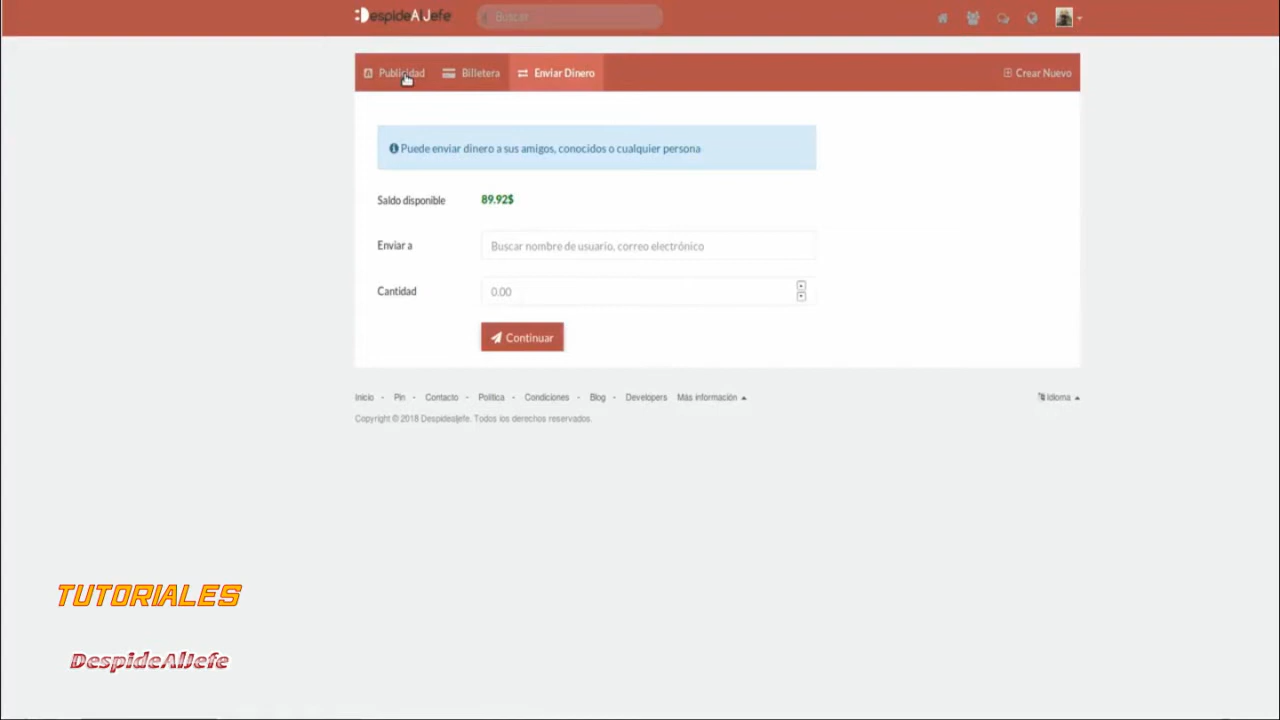 DespideAlJefe
Buscar
Publicidad
Billetera
Enviar Dinero
Crear Nuevo
Puede enviar dinero a sus amigos, conocidos o cualquier persona
Saldo disponible 89.92$
Enviar a
Buscar nombre de usuario, correo electrónico
Cantidad
0.00
Continuar
Inicio - Pin - Contacto - Política - Condiciones - Blog - Developers Más información
Idioma
Copyright © 2018 Despidealjefe. Todos los derechos reservados.
TUTORIALES
DespideAlJefe